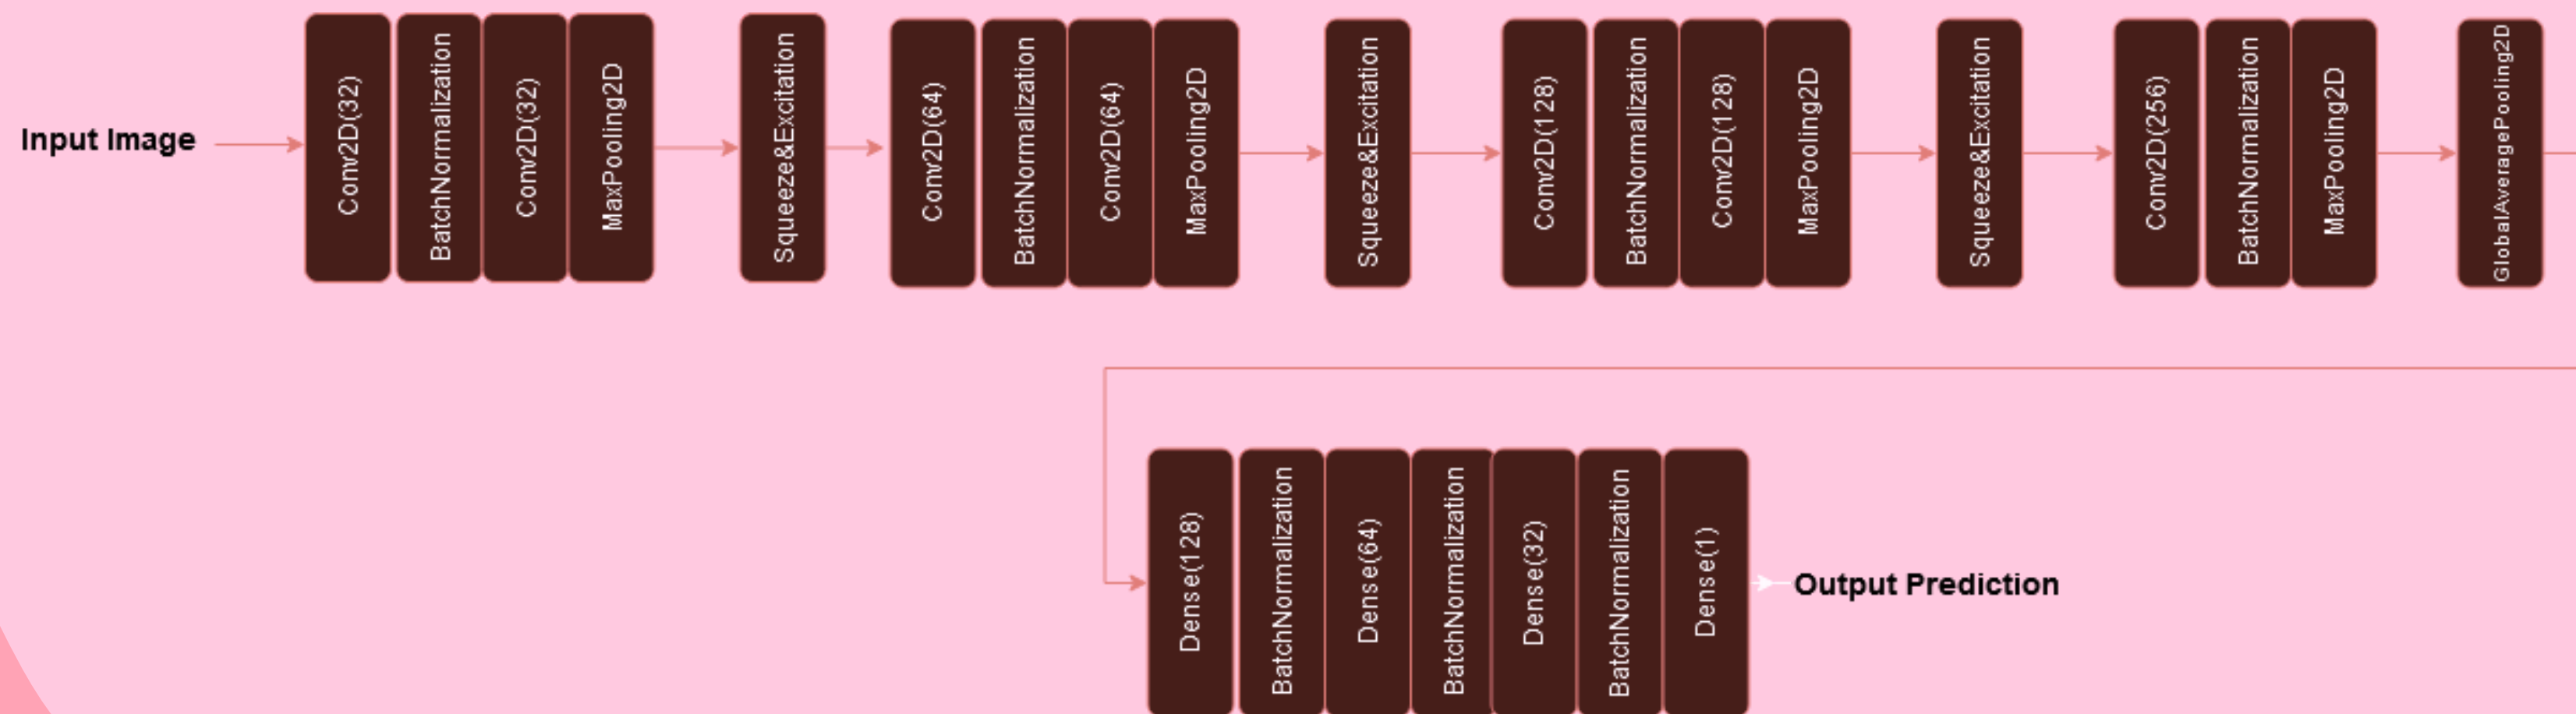 Input Image
Conv2D(32)
BatchNormalization
Conv2D(32)
MaxPooling2D
Squeeze&Excitation
Conv2D(64)
BatchNormalization
Conv2D(64)
MaxPooling2D
Squeeze&Excitation
Conv2D(128)
BatchNormalization
Conv2D(128)
MaxPooling2D
Squeeze&Excitation
Conv2D(256)
BatchNormalization
MaxPooling2D
GlobalAveragePooling2D
Dense(128)
BatchNormalization
Dense(64)
BatchNormalization
Dense(32)
BatchNormalization
Dense(1)
Output Prediction